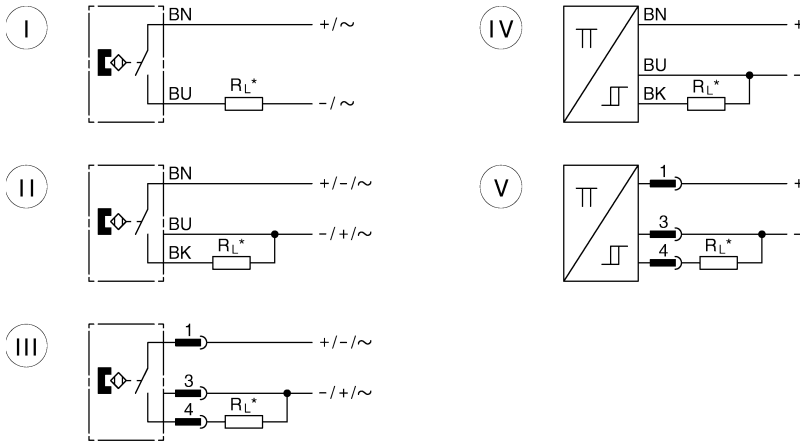 I
BN
+/~
BU
RL*
-/~
II
BN
+/-/~
BU
-/+/~
BK
RL*
III
1
+/-/~
3
-/+/~
4
RL*
IV
BN
+
BU
-
BK
RL*
V
1
+
3
-
4
RL*